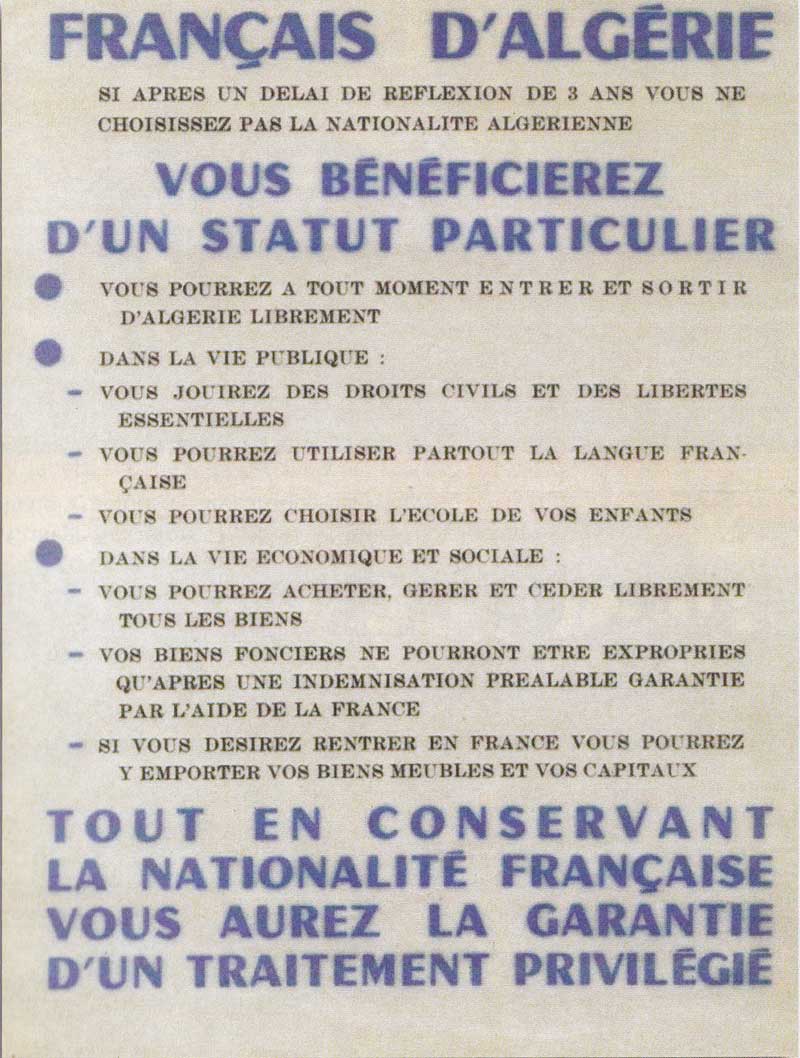 FRANÇAIS D'ALGÉRIE
SI APRES UN DELAI DE REFLEXION DE 3 ANS VOUS NE
CHOISISSEZ PAS LA NATIONALITE ALGERIENNE
VOUS BÉNÉFICIEREZ
D'UN STATUT PARTICULIER
● VOUS POURREZ A TOUT MOMENT ENTRER ET SORTIR
D'ALGERIE LIBREMENT
● DANS LA VIE PUBLIQUE :
- VOUS JOUIREZ DES DROITS CIVILS ET DES LIBERTES
ESSENTIELLES
- VOUS POURREZ UTILISER PARTOUT LA LANGUE FRAN-
ÇAISE
- VOUS POURREZ CHOISIR L'ECOLE DE VOS ENFANTS
● DANS LA VIE ECONOMIQUE ET SOCIALE :
- VOUS POURREZ ACHETER, GERER ET CEDER LIBREMENT
TOUS LES BIENS
- VOS BIENS FONCIERS NE POURRONT ETRE EXPROPRIES
QU'APRES UNE INDEMNISATION PREALABLE GARANTIE
PAR L'AIDE DE LA FRANCE
- SI VOUS DESIREZ RENTRER EN FRANCE VOUS POURREZ
Y EMPORTER VOS BIENS MEUBLES ET VOS CAPITAUX
TOUT EN CONSERVANT
LA NATIONALITÉ FRANÇAISE
VOUS AUREZ LA GARANTIE
D'UN TRAITEMENT PRIVILÉGIÉ